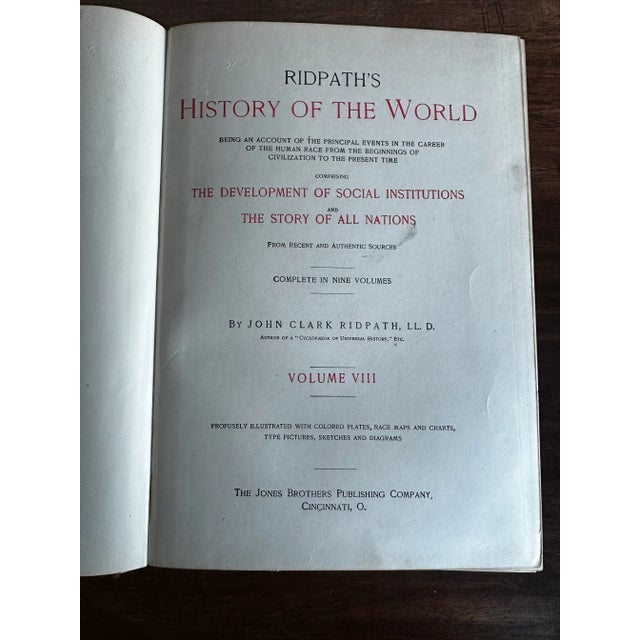 RIDPATH'S
HISTORY OF THE WORLD
BEING AN ACCOUNT OF THE PRINCIPAL EVENTS IN THE CAREER
OF THE HUMAN RACE FROM THE BEGINNINGS OF
CIVILIZATION TO THE PRESENT TIME
COMPRISING
THE DEVELOPMENT OF SOCIAL INSTITUTIONS
AND
THE STORY OF ALL NATIONS
FROM RECENT AND AUTHENTIC SOURCES
COMPLETE IN NINE VOLUMES
BY JOHN CLARK RIDPATH, LL. D.
AUTHOR OF A "CYCLOPÆDIA OF UNIVERSAL HISTORY," ETC.
VOLUME VIII
PROFUSELY ILLUSTRATED WITH COLORED PLATES, RACE MAPS AND CHARTS,
TYPE PICTURES, SKETCHES AND DIAGRAMS
THE JONES BROTHERS PUBLISHING COMPANY,
CINCINNATI, O.